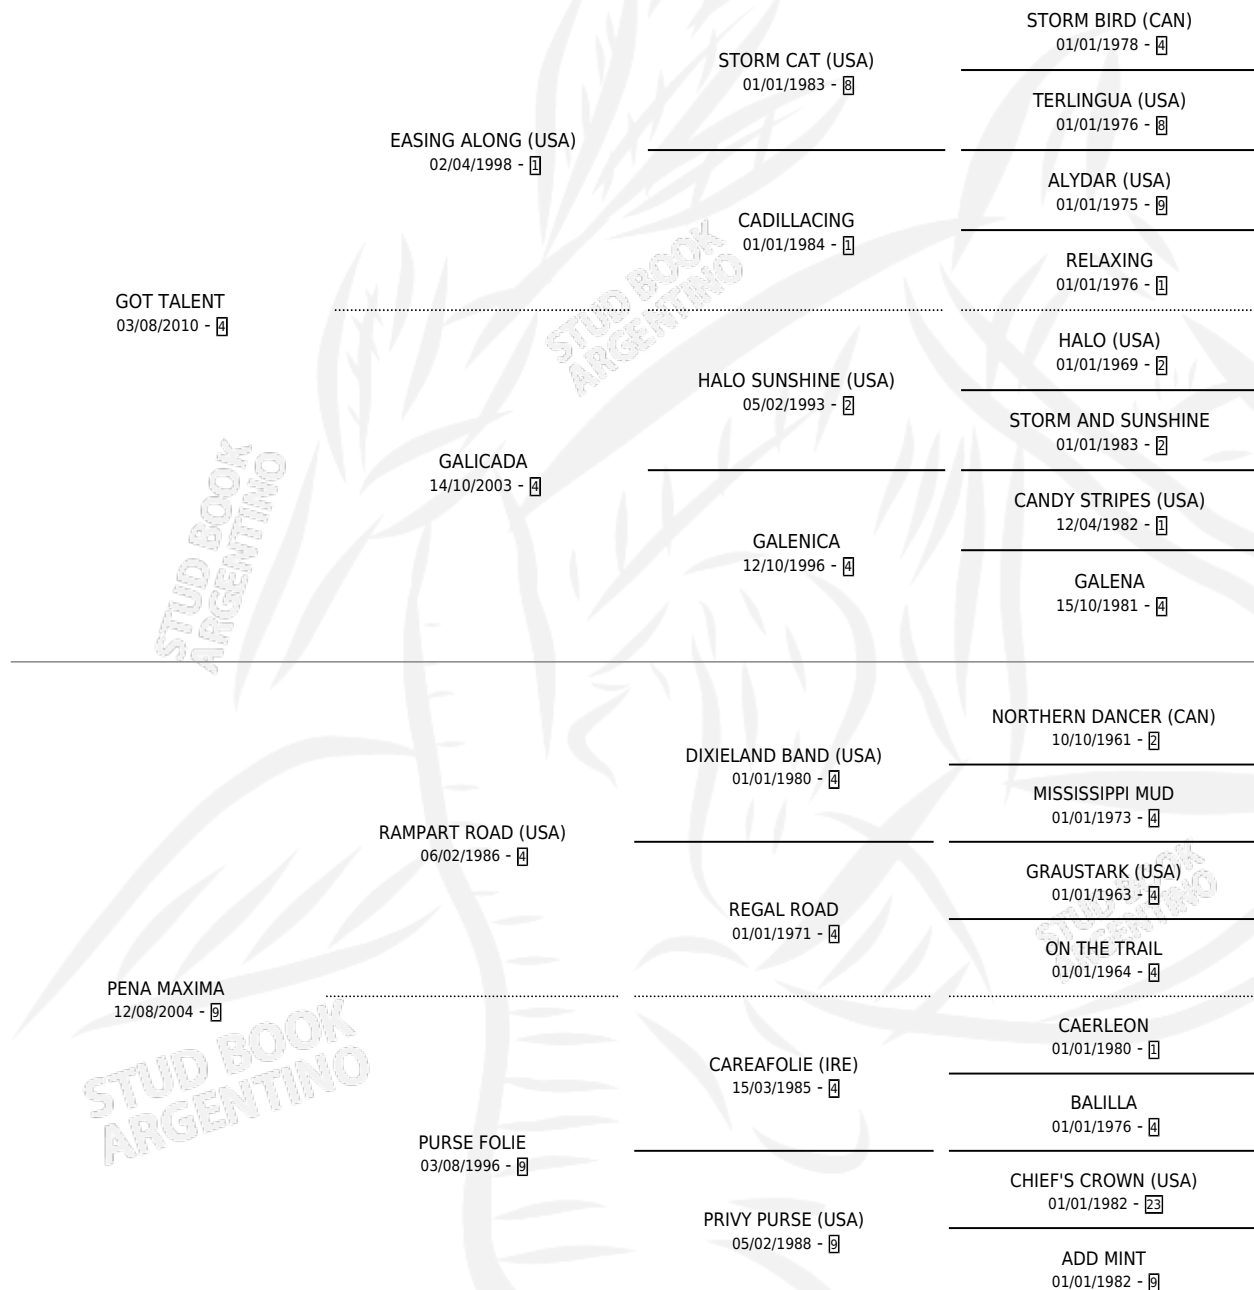 STORM BIRD (CAN)
01/01/1978 - 4
STORM CAT (USA)
01/01/1983 - 8
TERLINGUA (USA)
01/01/1976 - 8
EASING ALONG (USA)
02/04/1998 - 1
ALYDAR (USA)
01/01/1975 - 9
CADILLACING
01/01/1984 - 1
RELAXING
01/01/1976 - 1
GOT TALENT
03/08/2010 - 4
HALO (USA)
01/01/1969 - 2
HALO SUNSHINE (USA)
05/02/1993 - 2
STORM AND SUNSHINE
01/01/1983 - 2
GALICADA
14/10/2003 - 4
CANDY STRIPES (USA)
12/04/1982 - 1
GALENICA
12/10/1996 - 4
GALENA
15/10/1981 - 4
NORTHERN DANCER (CAN)
10/10/1961 - 2
DIXIELAND BAND (USA)
01/01/1980 - 4
MISSISSIPPI MUD
01/01/1973 - 4
RAMPART ROAD (USA)
06/02/1986 - 4
GRAUSTARK (USA)
01/01/1963 - 4
REGAL ROAD
01/01/1971 - 4
ON THE TRAIL
01/01/1964 - 4
PENA MAXIMA
12/08/2004 - 9
CAERLEON
01/01/1980 - 1
CAREAFOLIE (IRE)
15/03/1985 - 4
BALILLA
01/01/1976 - 4
PURSE FOLIE
03/08/1996 - 9
CHIEF'S CROWN (USA)
01/01/1982 - 23
PRIVY PURSE (USA)
05/02/1988 - 9
ADD MINT
01/01/1982 - 9
STUD BOOK
ARGENTINO
STUD BOOK
ARGENTINO
STUD BOOK
ARGENTINO
STUD BOOK
ARGENTINO